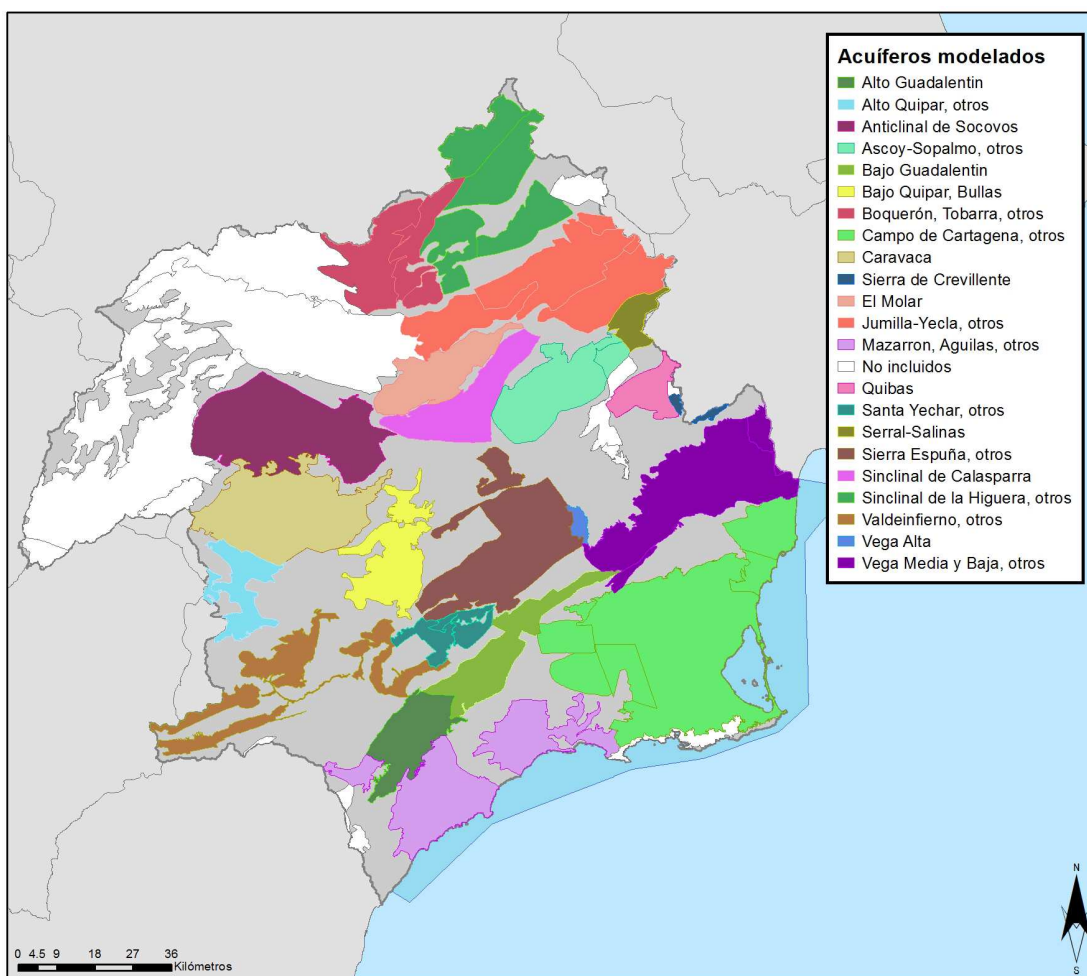 Acuíferos modelados
Alto Guadalentin
Alto Quipar, otros
Anticlinal de Socovos
Ascoy-Sopalmo, otros
Bajo Guadalentin
Bajo Quipar, Bullas
Boquerón, Tobarra, otros
Campo de Cartagena, otros
Caravaca
Sierra de Crevillente
El Molar
Jumilla-Yecla, otros
Mazarron, Aguilas, otros
No incluidos
Quibas
Santa Yechar, otros
Serral-Salinas
Sierra Espuña, otros
Sinclinal de Calasparra
Sinclinal de la Higuera, otros
Valdeinfierno, otros
Vega Alta
Vega Media y Baja, otros
N
S
0 4.5 9 18 27 36
Kilómetros